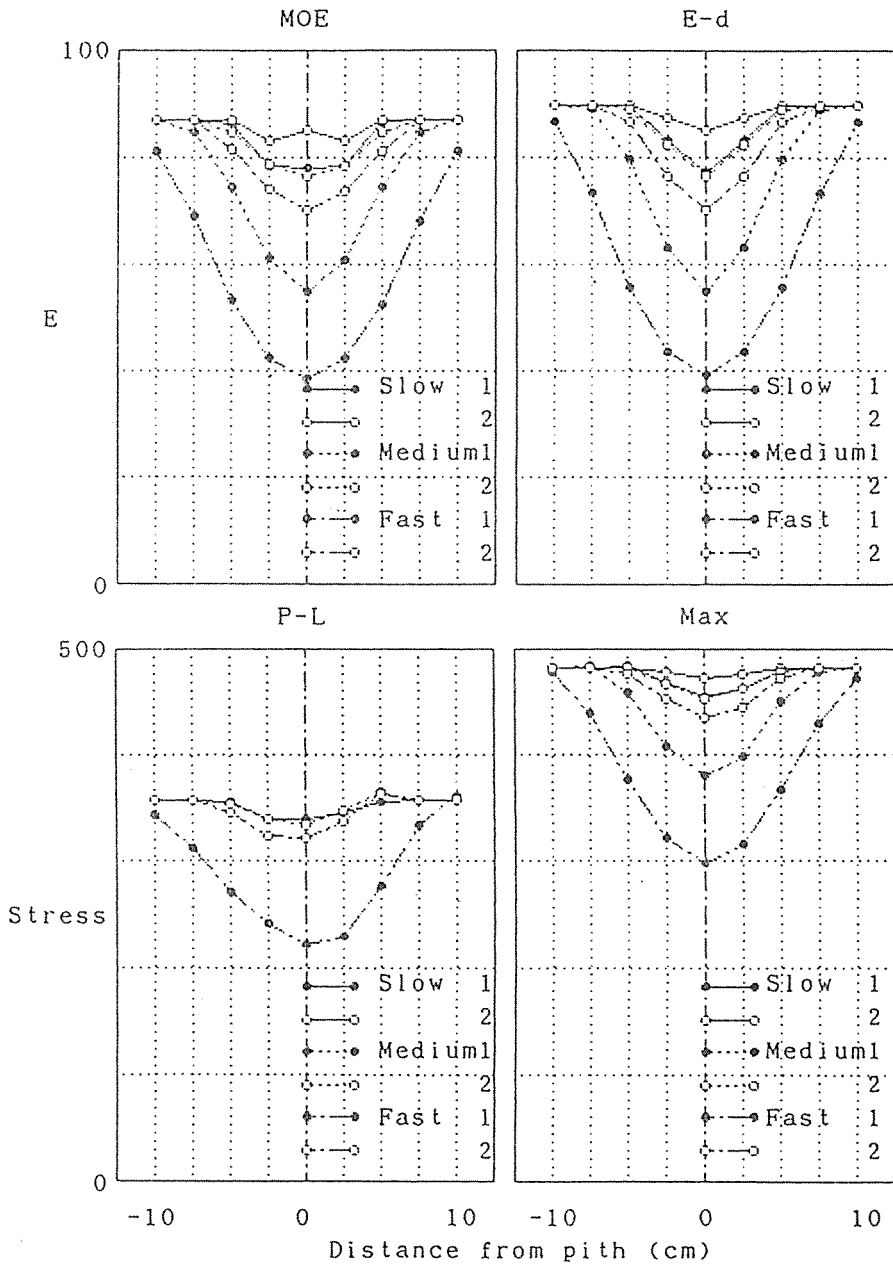 MOE E-d
100
E
Slow 1 Slow 1
2 2
Medium1 Medium1
2 2
Fast 1 Fast 1
2 2
0
P-L Max
500
Stress
Slow 1 Slow 1
2 2
Medium1 Medium1
2 2
Fast 1 Fast 1
2 2
0
-10 0 10 -10 0 10
Distance from pith (cm)